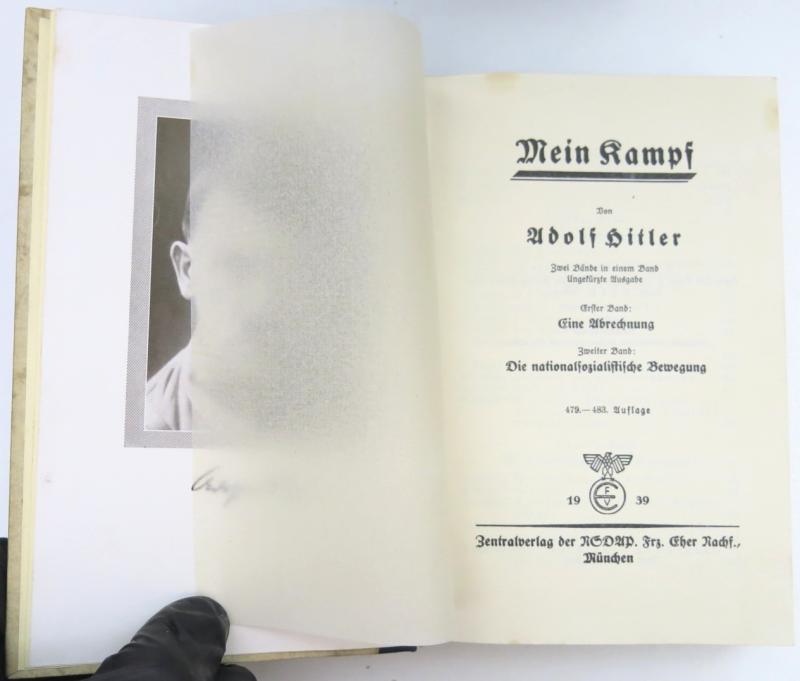 Mein Kampf
Von
Adolf Hitler
Zwei Bände in einem Band
Ungekürzte Ausgabe
Erster Band:
Eine Abrechnung
Zweiter Band:
Die nationalsozialistische Bewegung
479.—483. Auflage
F
E
V
19 39
Zentralverlag der NSDAP. Frz. Eher Nachf.,
München